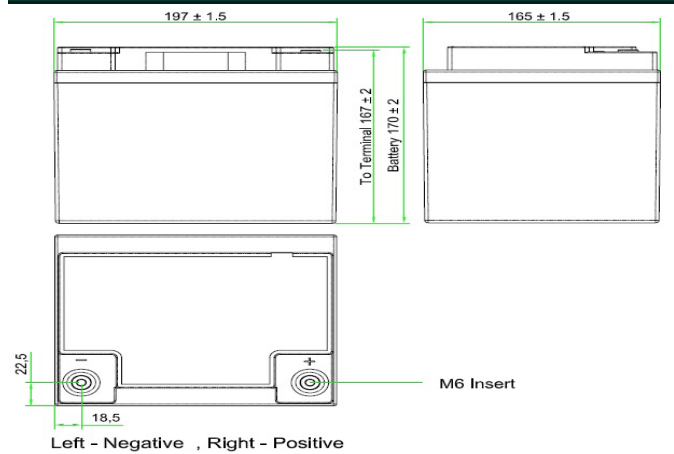 197 ± 1.5
165 ± 1.5
To Terminal 167 ± 2
Battery 170 ± 2
22,5
− +
M6 Insert
18,5
Left - Negative , Right - Positive